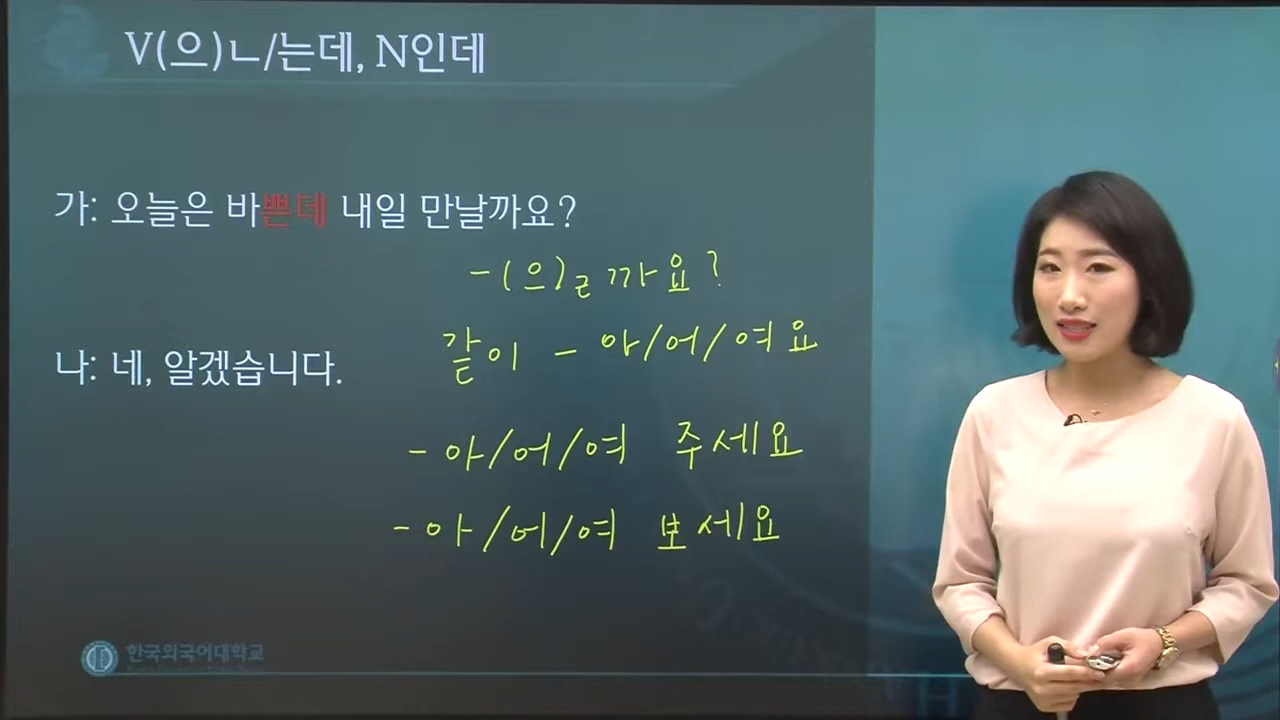 V(으)ㄴ/는데, N인데
가: 오늘은 바쁜데 내일 만날까요?
-(으)ㄹ까요?
같이 - 아/어/여요
나: 네, 알겠습니다.
-아/어/여 주세요
-아/어/여 보세요
한국외국어대학교